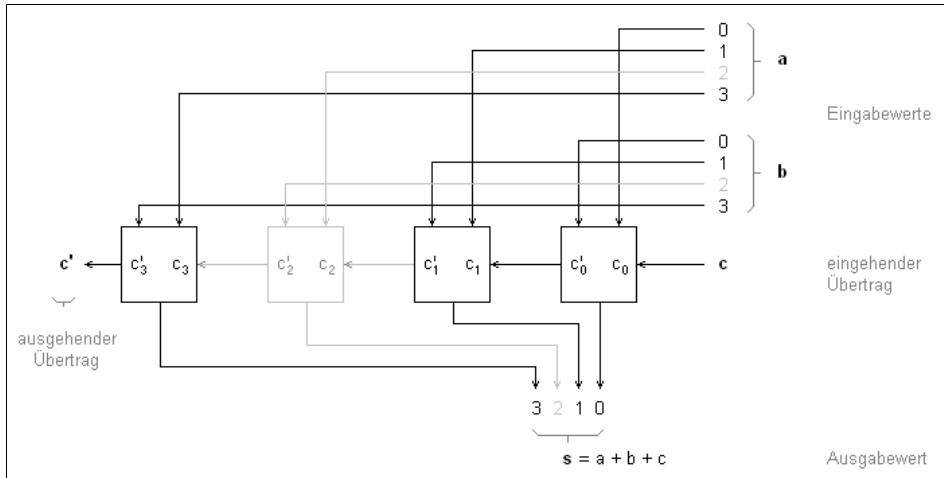 0
1
a
2
3
Eingabewerte
0
1
b
2
3
c' c'3 c3 c'2 c2 c'1 c1 c'0 c0 c
eingehender
Übertrag
ausgehender
Übertrag
3 2 1 0
s = a + b + c
Ausgabewert